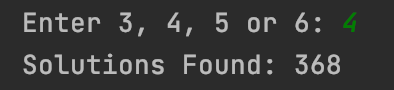 Enter 3, 4, 5 or 6: 4
Solutions Found: 368